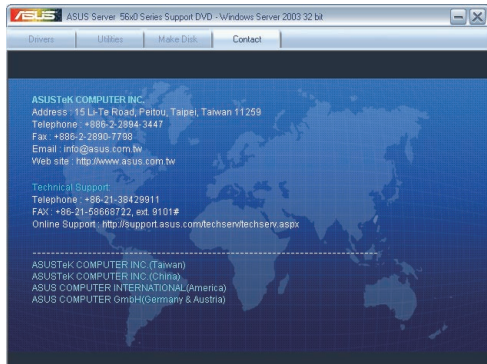 ASUS ASUS Server 56x0 Series Support DVD - Windows Server 2003 32 bit
Drivers Utilities Make Disk Contact
ASUSTeK COMPUTER INC.
Address : 15 Li-Te Road, Peitou, Taipei, Taiwan 11259
Telephone : +886-2-2894-3447
Fax : +886-2-2890-7798
Email : info@asus.com.tw
Web site : http://www.asus.com.tw
Technical Support
Telephone : +86-21-38429911
FAX : +86-21-58668722, ext. 9101#
Online Support : http://support.asus.com/techserv/techserv.aspx
ASUSTeK COMPUTER INC.(Taiwan)
ASUSTeK COMPUTER INC.(China)
ASUS COMPUTER INTERNATIONAL(America)
ASUS COMPUTER GmbH(Germany & Austria)